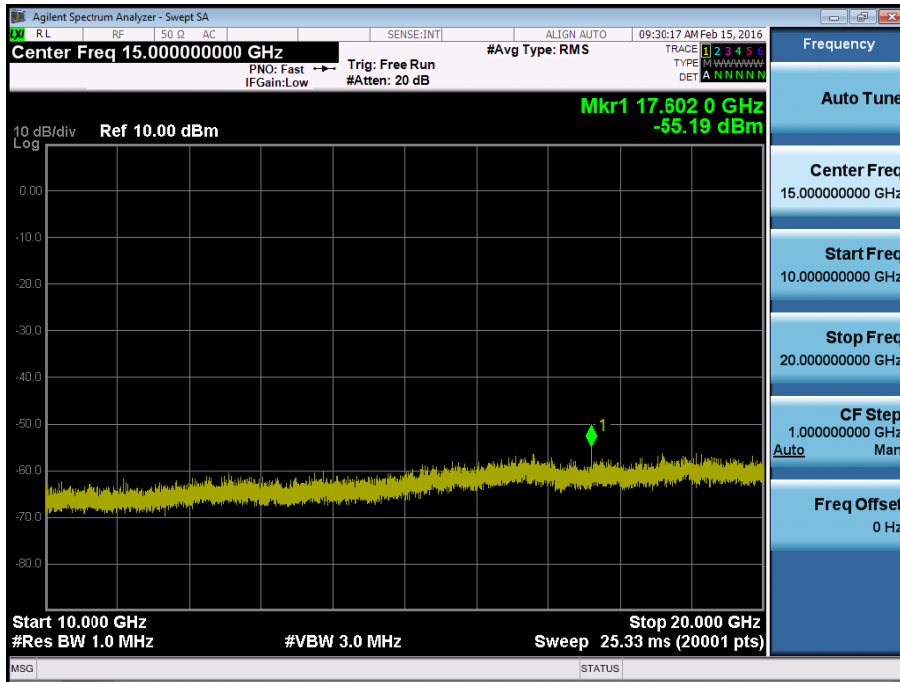 Agilent Spectrum Analyzer - Swept SA
LXI RL RF 50 Ω AC SENSE:INT ALIGN AUTO 09:30:17 AM Feb 15, 2016
Center Freq 15.000000000 GHz
#Avg Type: RMS
TRACE 1 2 3 4 5 6
PNO: Fast
Trig: Free Run
TYPE M WWWWW
IFGain:Low
#Atten: 20 dB
DET A N N N N N
Mkr1 17.602 0 GHz
-55.19 dBm
10 dB/div Ref 10.00 dBm
Log
0.00
-10.0
-20.0
-30.0
-40.0
-50.0
1
-60.0
-70.0
-80.0
Start 10.000 GHz Stop 20.000 GHz
#Res BW 1.0 MHz #VBW 3.0 MHz Sweep 25.33 ms (20001 pts)
MSG STATUS
Frequency
Auto Tune
Center Freq
15.000000000 GHz
Start Freq
10.000000000 GHz
Stop Freq
20.000000000 GHz
CF Step
1.000000000 GHz
Auto Man
Freq Offset
0 Hz